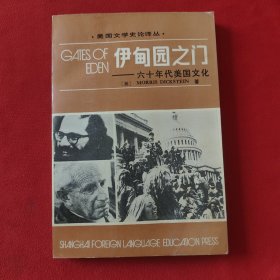 ·美国文学史论译丛·
GATES OF EDEN
伊甸园之门
——六十年代美国文化
〔美〕 MORRIS DICKSTEIN 著
SHANGHAI FOREIGN LANGUAGE EDUCATION PRESS